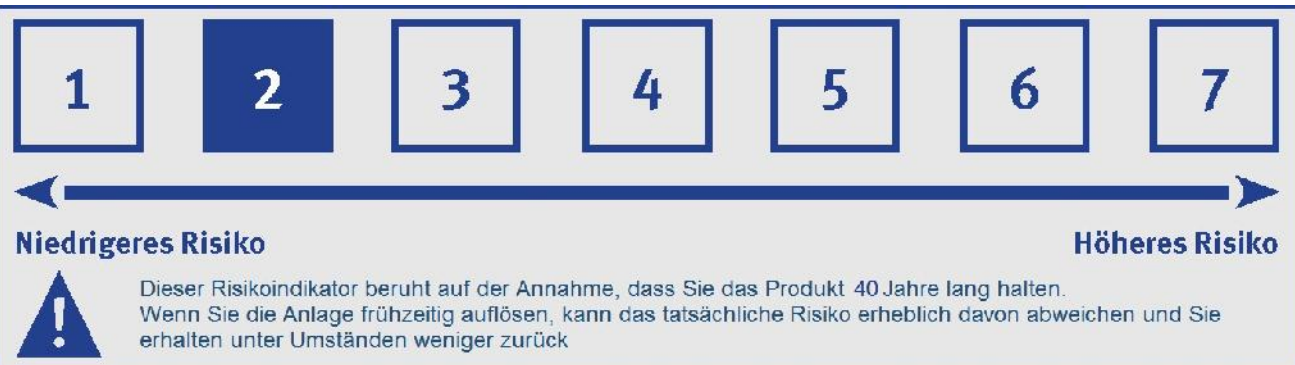 1 2 3 4 5 6 7
Niedrigeres Risiko Höheres Risiko
Dieser Risikoindikator beruht auf der Annahme, dass Sie das Produkt 40 Jahre lang halten.
Wenn Sie die Anlage frühzeitig auflösen, kann das tatsächliche Risiko erheblich davon abweichen und Sie
erhalten unter Umständen weniger zurück